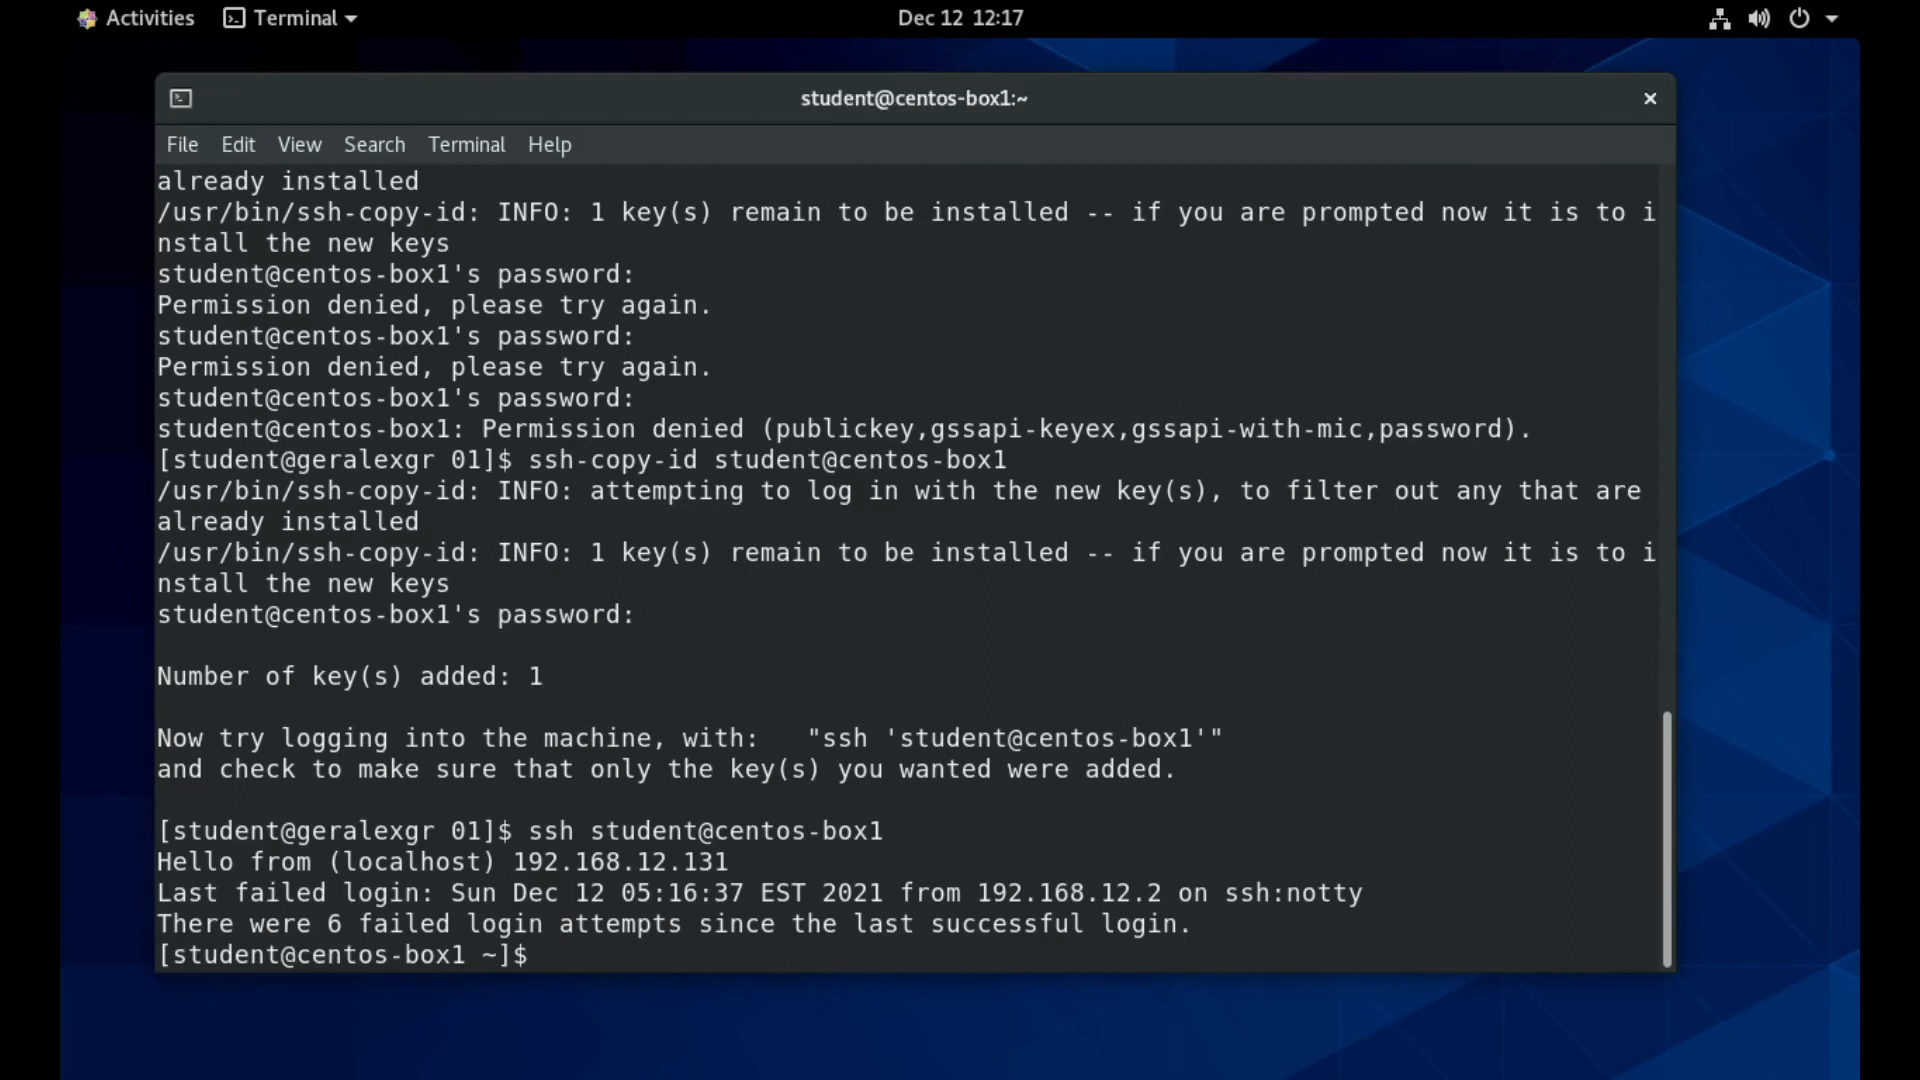 Activities Terminal Dec 12 12:17
student@centos-box1:~
File Edit View Search Terminal Help
already installed
/usr/bin/ssh-copy-id: INFO: 1 key(s) remain to be installed -- if you are prompted now it is to i
nstall the new keys
student@centos-box1's password:
Permission denied, please try again.
student@centos-box1's password:
Permission denied, please try again.
student@centos-box1's password:
student@centos-box1: Permission denied (publickey,gssapi-keyex,gssapi-with-mic,password).
[student@geralexgr 01]$ ssh-copy-id student@centos-box1
/usr/bin/ssh-copy-id: INFO: attempting to log in with the new key(s), to filter out any that are
already installed
/usr/bin/ssh-copy-id: INFO: 1 key(s) remain to be installed -- if you are prompted now it is to i
nstall the new keys
student@centos-box1's password:
Number of key(s) added: 1
Now try logging into the machine, with:   "ssh 'student@centos-box1'"
and check to make sure that only the key(s) you wanted were added.
[student@geralexgr 01]$ ssh student@centos-box1
Hello from (localhost) 192.168.12.131
Last failed login: Sun Dec 12 05:16:37 EST 2021 from 192.168.12.2 on ssh:notty
There were 6 failed login attempts since the last successful login.
[student@centos-box1 ~]$